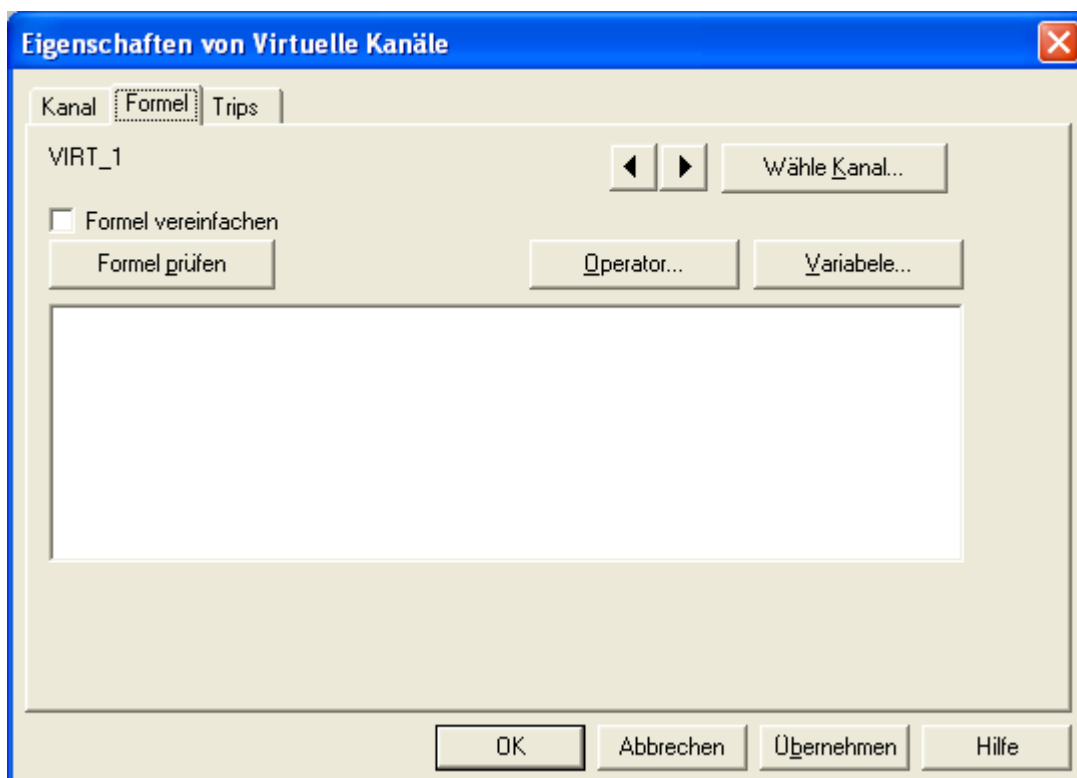 Eigenschaften von Virtuelle Kanäle
Kanal Formel Trips
VIRT_1 Wähle Kanal...
Formel vereinfachen
Formel prüfen Operator... Variabele...
OK Abbrechen Übernehmen Hilfe